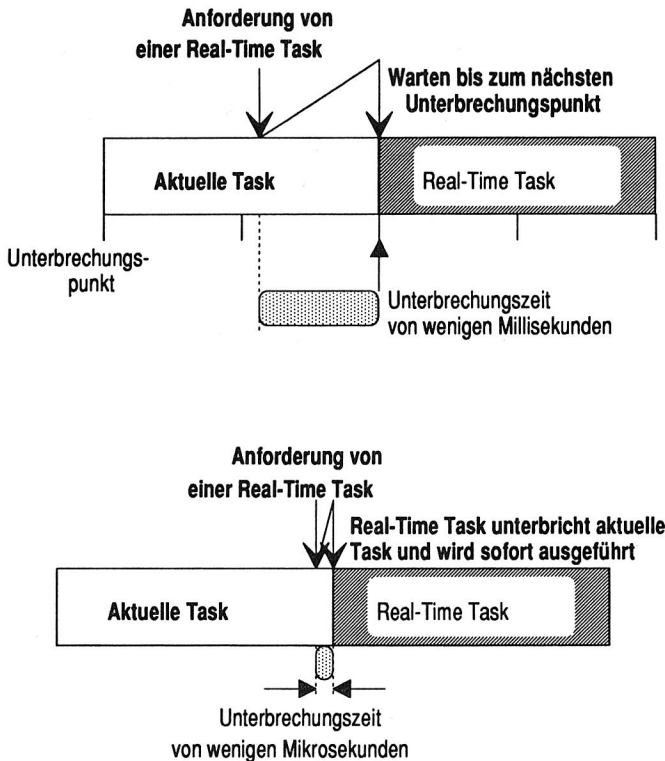 Anforderung von
einer Real-Time Task
Warten bis zum nächsten
Unterbrechungspunkt
Aktuelle Task
Real-Time Task
Unterbrechungs-
punkt
Unterbrechungszeit
von wenigen Millisekunden
Anforderung von
einer Real-Time Task
Real-Time Task unterbricht aktuelle
Task und wird sofort ausgeführt
Aktuelle Task
Real-Time Task
Unterbrechungszeit
von wenigen Mikrosekunden